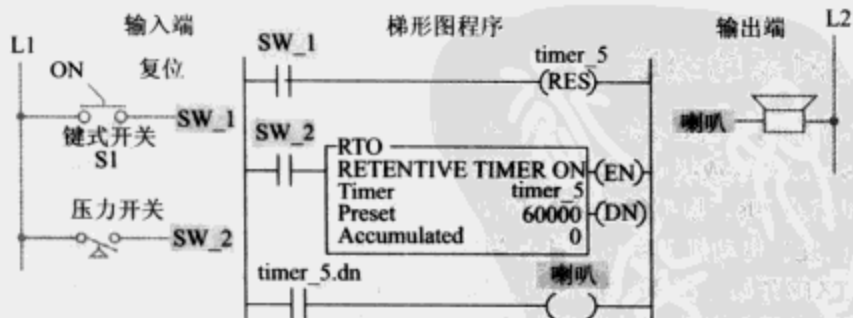 输入端
梯形图程序
输出端
L1
L2
ON
复位
SW_1
键式开关
S1
压力开关
SW_2
SW_1
timer_5
(RES)
SW_2
RTO
RETENTIVE TIMER ON
(EN)
Timer timer_5
Preset 60000
(DN)
Accumulated 0
timer_5.dn
喇叭
喇叭